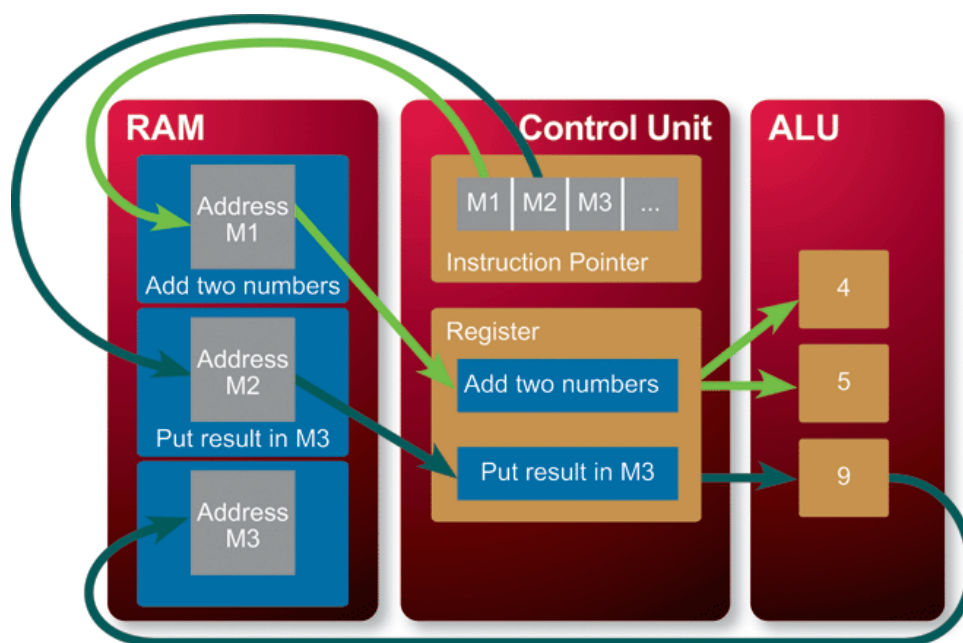 RAM
Address
M1
Add two numbers
Address
M2
Put result in M3
Address
M3
Control Unit
M1 M2 M3 ...
Instruction Pointer
Register
Add two numbers
Put result in M3
ALU
4
5
9